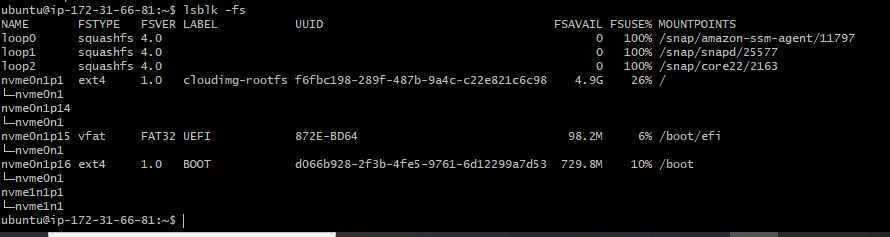 ubuntu@ip-172-31-66-81:~$ lsblk -fs
NAME FSTYPE FSVER LABEL UUID FSAVAIL FSUSE% MOUNTPOINTS
loop0 squashfs 4.0 0 100% /snap/amazon-ssm-agent/11797
loop1 squashfs 4.0 0 100% /snap/snapd/25577
loop2 squashfs 4.0 0 100% /snap/core22/2163
nvme0n1p1 ext4 1.0 cloudimg-rootfs f6fbc198-289f-487b-9a4c-c22e821c6c98 4.9G 26% /
└─nvme0n1
nvme0n1p14
└─nvme0n1
nvme0n1p15 vfat FAT32 UEFI 872E-BD64 98.2M 6% /boot/efi
└─nvme0n1
nvme0n1p16 ext4 1.0 BOOT d066b928-2f3b-4fe5-9761-6d12299a7d53 729.8M 10% /boot
└─nvme0n1
nvme1n1p1
└─nvme1n1
ubuntu@ip-172-31-66-81:~$